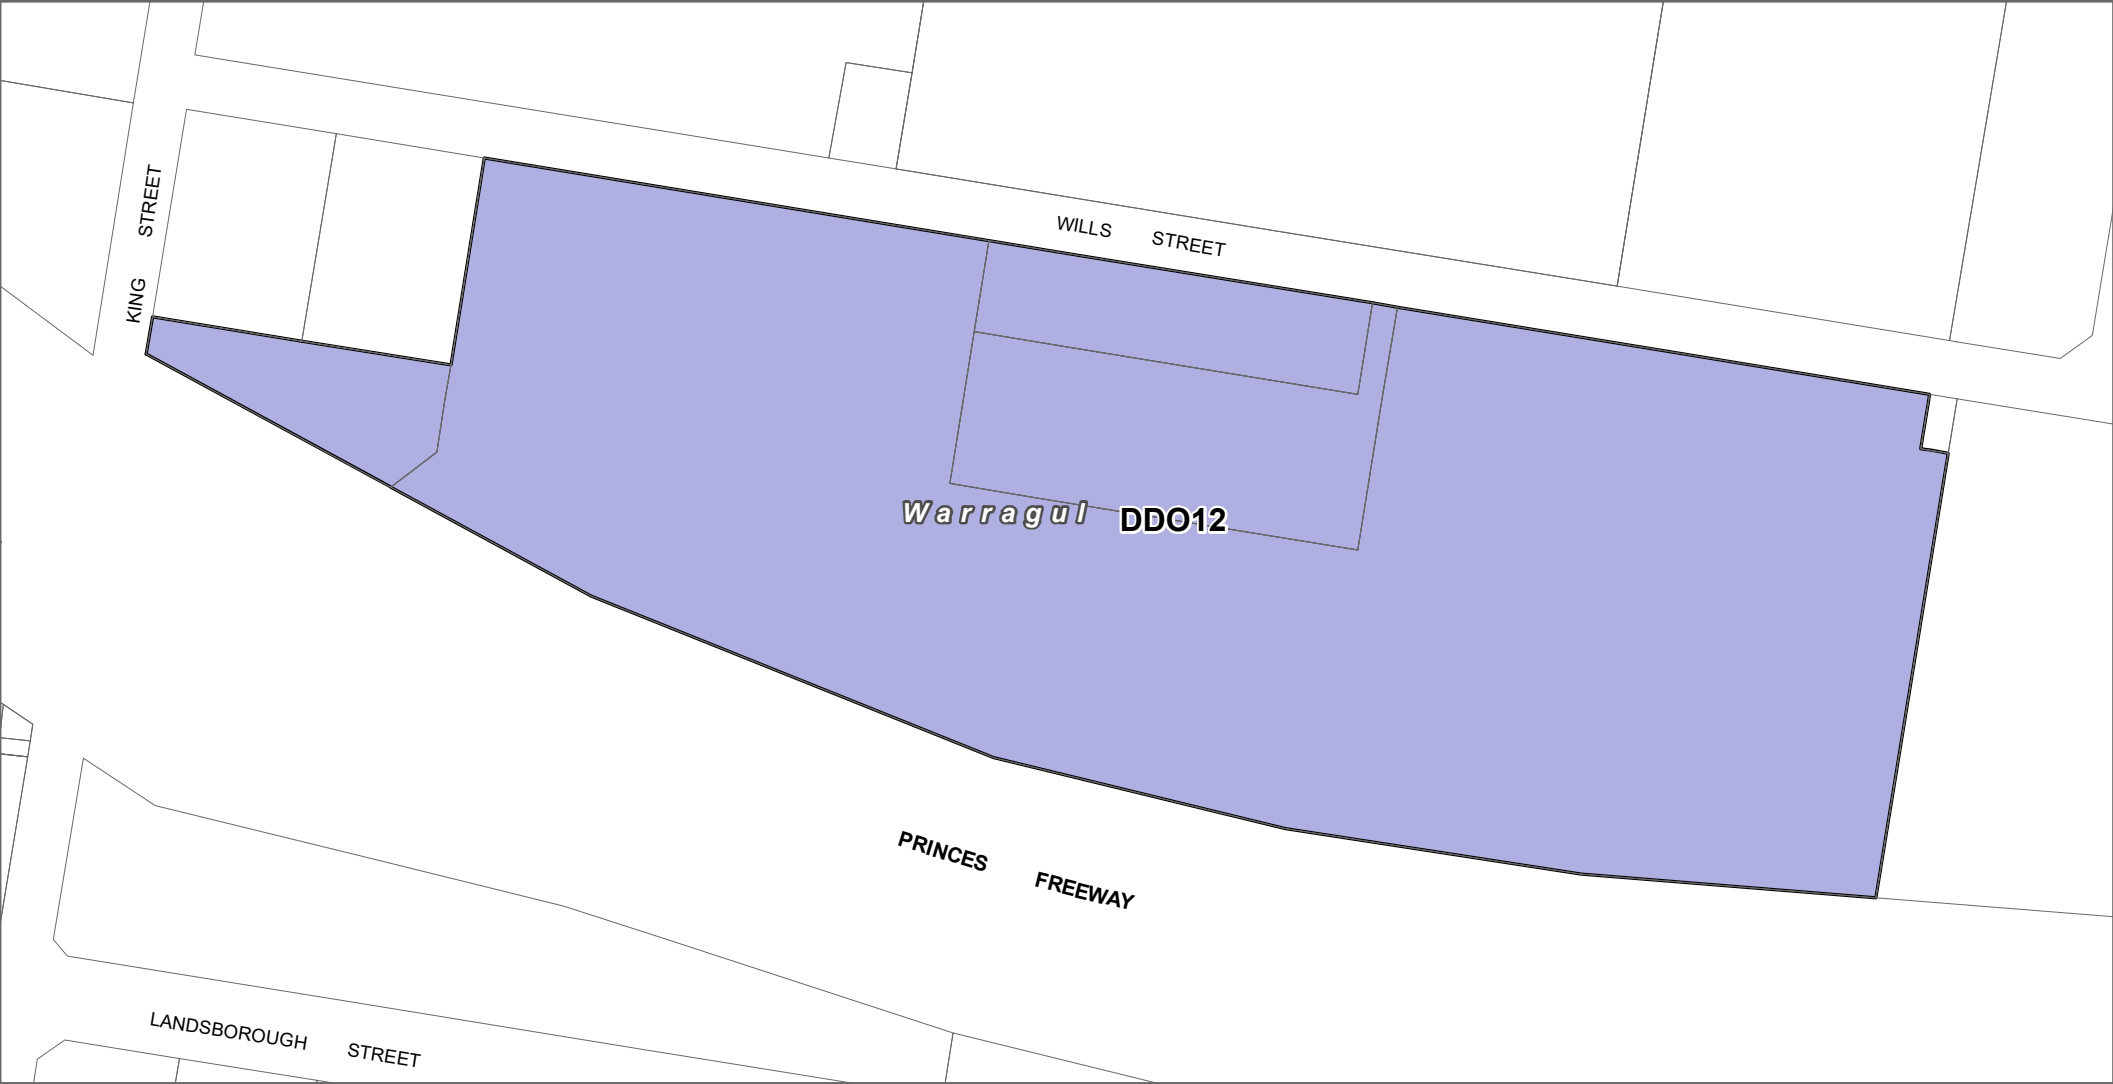 KING STREET
WILLS STREET
Warragul
DDO12
PRINCES FREEWAY
LANDSBOROUGH STREET